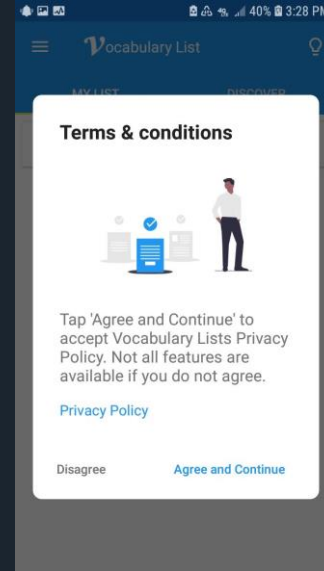 40% 3:28 PM
Vocabulary List
MY LIST DISCOVER
Terms & conditions
Tap 'Agree and Continue' to
accept Vocabulary Lists Privacy
Policy. Not all features are
available if you do not agree.
Privacy Policy
Disagree Agree and Continue